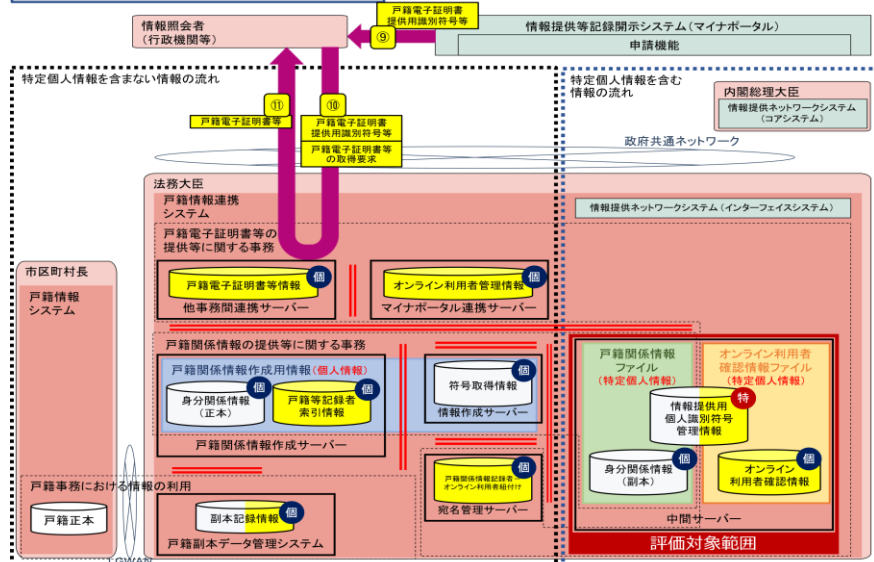 情報照会者
(行政機関等)
戸籍電子証明書
提供用識別符号等
⑨
情報提供等記録開示システム(マイナポータル)
申請機能
特定個人情報を含まない情報の流れ
特定個人情報を含む
情報の流れ
内閣総理大臣
情報提供ネットワークシステム
(コアシステム)
⑪
戸籍電子証明書等
⑩
戸籍電子証明書
提供用識別符号等
戸籍電子証明書等
の取得要求
政府共通ネットワーク
法務大臣
戸籍情報連携
システム
情報提供ネットワークシステム(インターフェイスシステム)
戸籍電子証明書等の
提供等に関する事務
市区町村長
戸籍情報
システム
戸籍電子証明書等情報
個
他事務間連携サーバー
オンライン利用者管理情報
個
マイナポータル連携サーバー
戸籍関係情報の提供等に関する事務
戸籍関係情報作成用情報(個人情報)
身分関係情報
(正本)
個
戸籍等記録者
索引情報
個
戸籍関係情報作成サーバー
符号取得情報
個
情報作成サーバー
戸籍関係情報
ファイル
(特定個人情報)
オンライン利用者
確認情報ファイル
(特定個人情報)
情報提供用
個人識別符号
管理情報
特
身分関係情報
(副本)
個
オンライン
利用者確認情報
個
中間サーバー
評価対象範囲
戸籍事務における情報の利用
戸籍正本
副本記録情報
個
戸籍副本データ管理システム
戸籍関係情報記録者ー
オンライン利用者紐付け
個
宛名管理サーバー
LGWAN